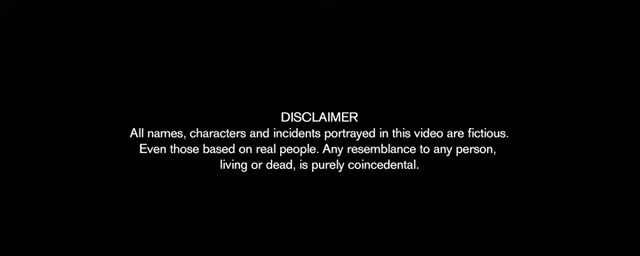 DISCLAIMER
All names, characters and incidents portrayed in this video are fictious.
Even those based on real people. Any resemblance to any person,
living or dead, is purely coincedental.